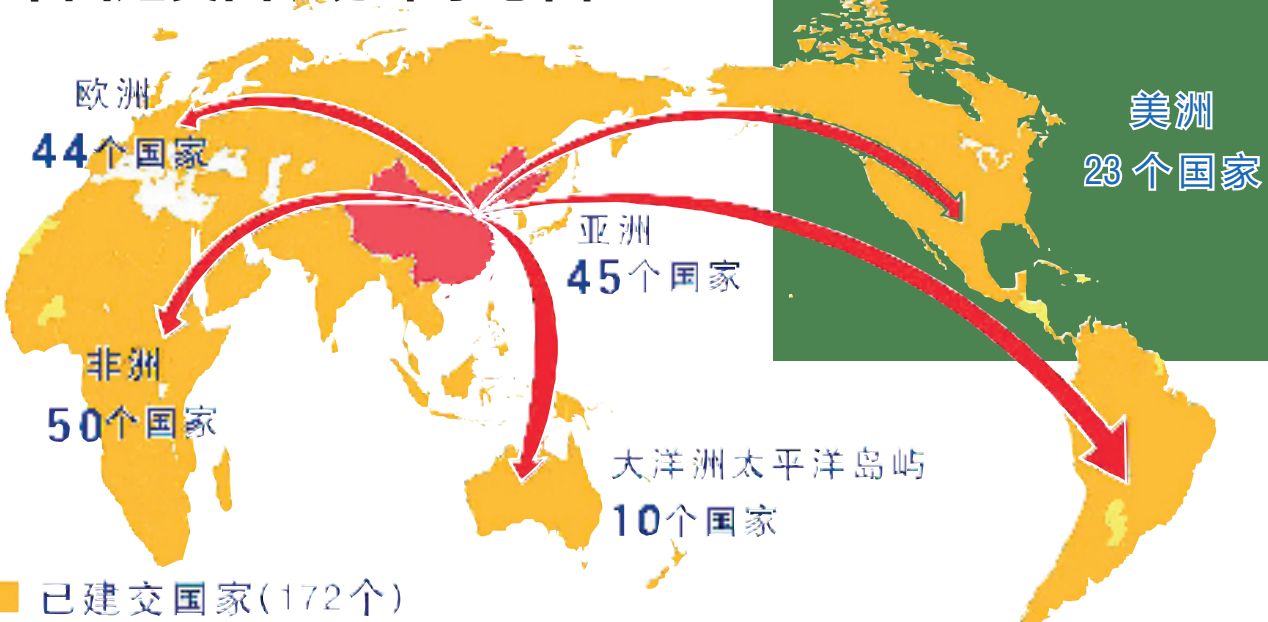 欧洲
44个国家
美洲
23个国家
亚洲
45个国家
非洲
50个国家
大洋洲太平洋岛屿
10个国家
已建交国家(172个)